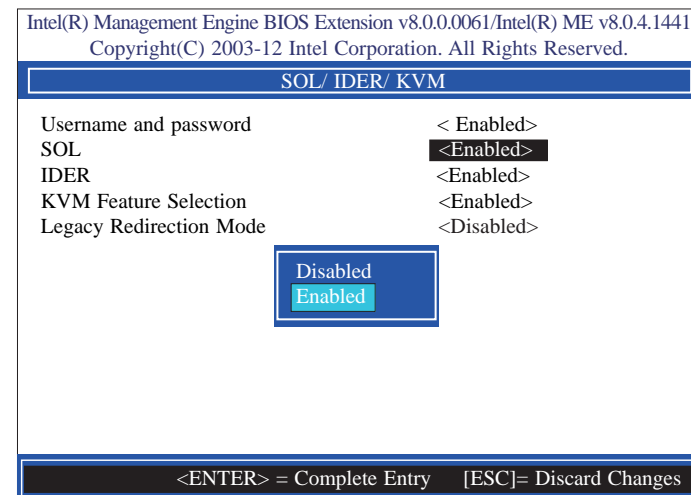 Intel(R) Management Engine BIOS Extension v8.0.0.0061/Intel(R) ME v8.0.4.1441
Copyright(C) 2003-12 Intel Corporation. All Rights Reserved.
SOL/ IDER/ KVM
Username and password < Enabled>
SOL <Enabled>
IDER <Enabled>
KVM Feature Selection <Enabled>
Legacy Redirection Mode <Disabled>
Disabled
Enabled
<ENTER> = Complete Entry [ESC]= Discard Changes